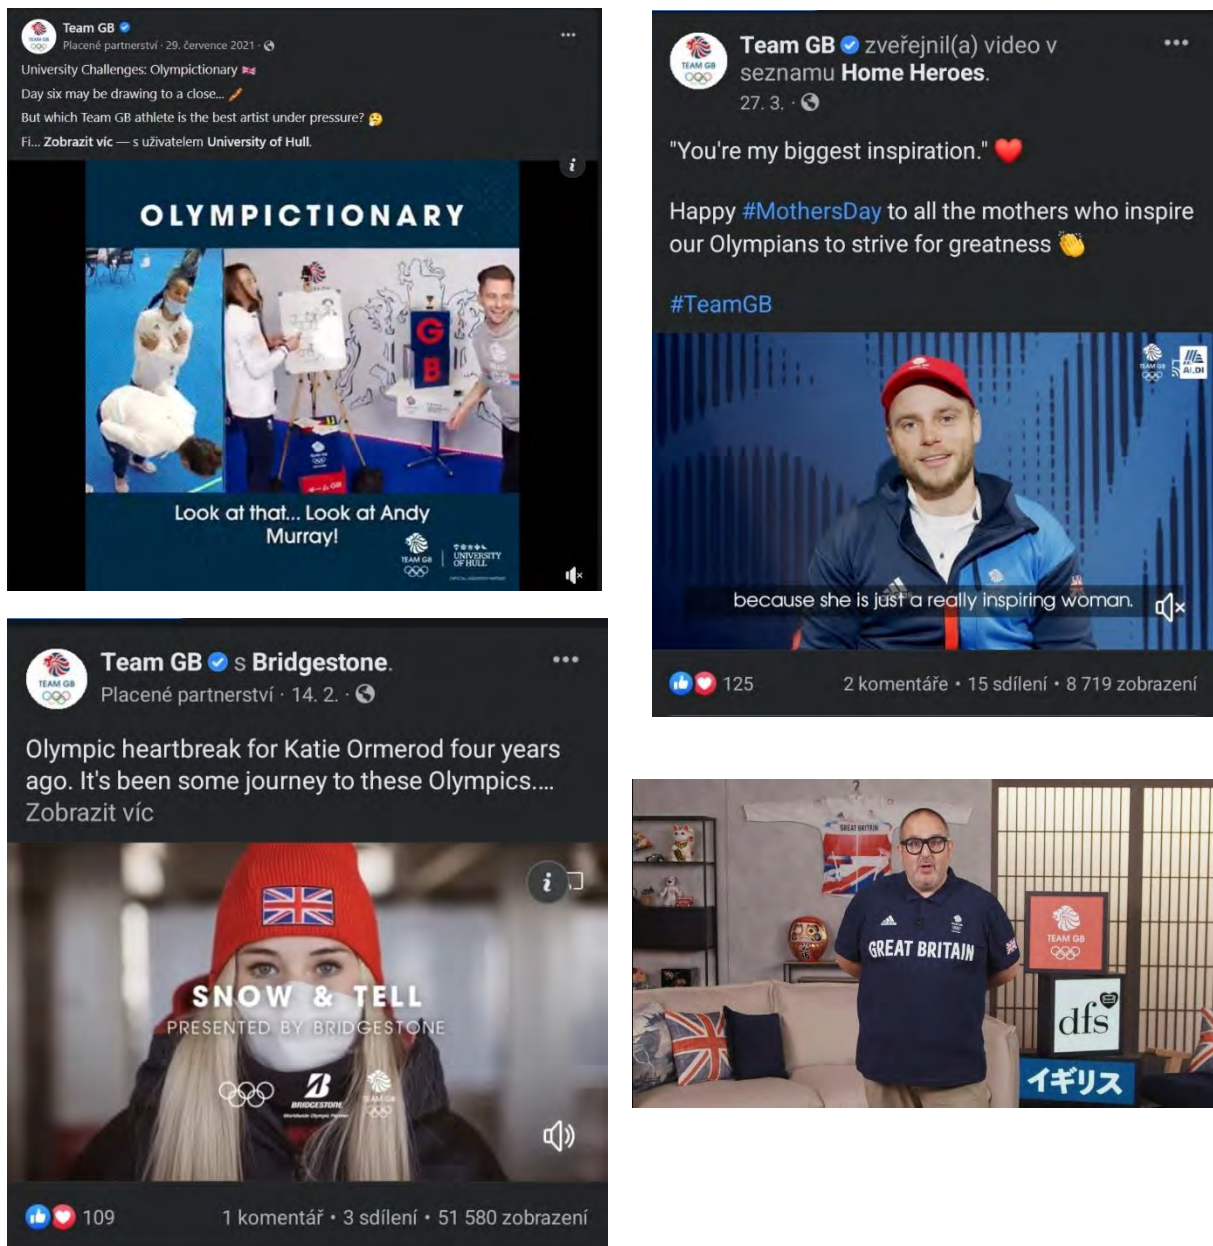 Team GB
Placené partnerství · 29. července 2021 ·
University Challenges: Olympictionary 🇬🇧
Day six may be drawing to a close... 🥓
But which Team GB athlete is the best artist under pressure? 🤔
Fi... Zobrazit víc — s uživatelem University of Hull.
OLYMPICTIONARY
G
B
Look at that... Look at Andy
Murray!
TEAM GB
UNIVERSITY
OF HULL
Team GB zveřejnil(a) video v
seznamu Home Heroes.
27. 3. ·
"You're my biggest inspiration." ❤️
Happy #MothersDay to all the mothers who inspire
our Olympians to strive for greatness 👏
#TeamGB
TEAM GB
ALDI
because she is just a really inspiring woman.
125
2 komentáře • 15 sdílení • 8 719 zobrazení
Team GB s Bridgestone.
Placené partnerství · 14. 2. ·
Olympic heartbreak for Katie Ormerod four years
ago. It's been some journey to these Olympics....
Zobrazit víc
SNOW & TELL
PRESENTED BY BRIDGESTONE
BRIDGESTONE
Worldwide Olympic Partner
TEAM GB
109
1 komentář • 3 sdílení • 51 580 zobrazení
GREAT BRITAIN
adidas
GREAT BRITAIN
TEAM GB
dfs
イギリス